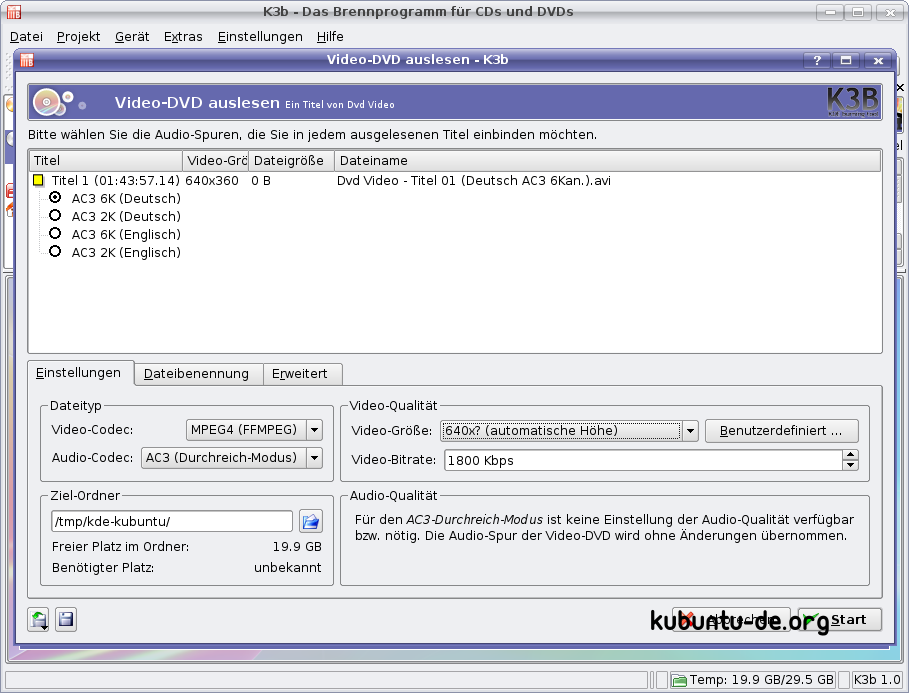 K3b - Das Brennprogramm für CDs und DVDs
Datei Projekt Gerät Extras Einstellungen Hilfe
Video-DVD auslesen - K3b
Video-DVD auslesen Ein Titel von Dvd Video
K3B
Bitte wählen Sie die Audio-Spuren, die Sie in jedem ausgelesenen Titel einbinden möchten.
Titel Video-Grö Dateigröße Dateiname
Titel 1 (01:43:57.14) 640x360 0 B Dvd Video - Titel 01 (Deutsch AC3 6Kan.).avi
AC3 6K (Deutsch)
AC3 2K (Deutsch)
AC3 6K (Englisch)
AC3 2K (Englisch)
Einstellungen Dateibenennung Erweitert
Dateityp
Video-Codec: MPEG4 (FFMPEG)
Audio-Codec: AC3 (Durchreich-Modus)
Video-Qualität
Video-Größe: 640x? (automatische Höhe) Benutzerdefiniert ...
Video-Bitrate: 1800 Kbps
Ziel-Ordner
/tmp/kde-kubuntu/
Freier Platz im Ordner: 19.9 GB
Benötigter Platz: unbekannt
Audio-Qualität
Für den AC3-Durchreich-Modus ist keine Einstellung der Audio-Qualität verfügbar
bzw. nötig. Die Audio-Spur der Video-DVD wird ohne Änderungen übernommen.
Abbrechen Start
kubuntu-de.org
Temp: 19.9 GB/29.5 GB K3b 1.0